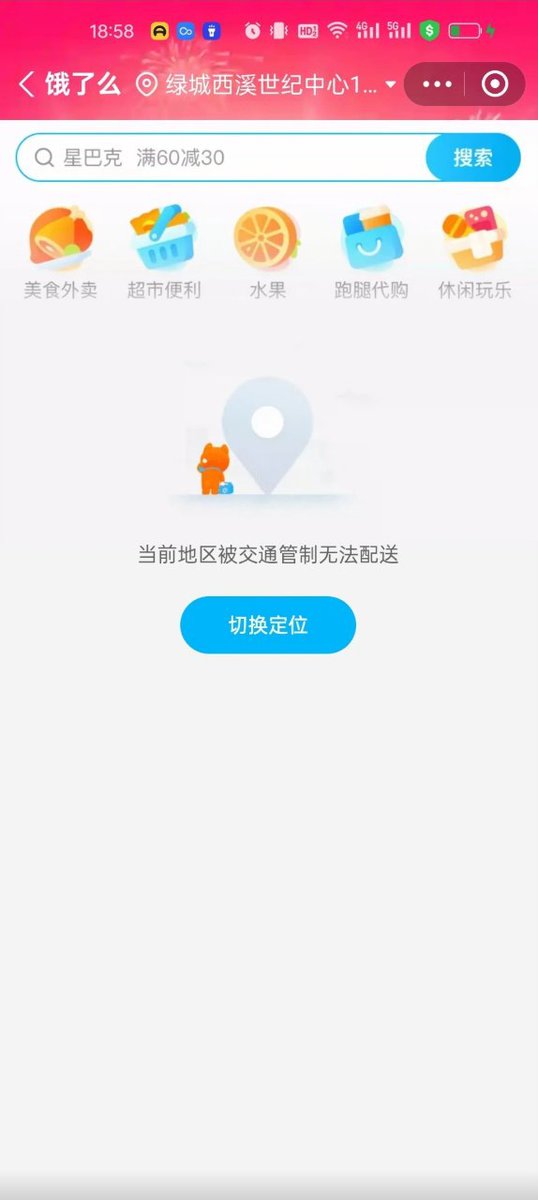 18:58
HD2
4G
5G
饿了么
绿城西溪世纪中心1...
星巴克 满60减30
搜索
美食外卖 超市便利 水果 跑腿代购 休闲玩乐
当前地区被交通管制无法配送
切换定位